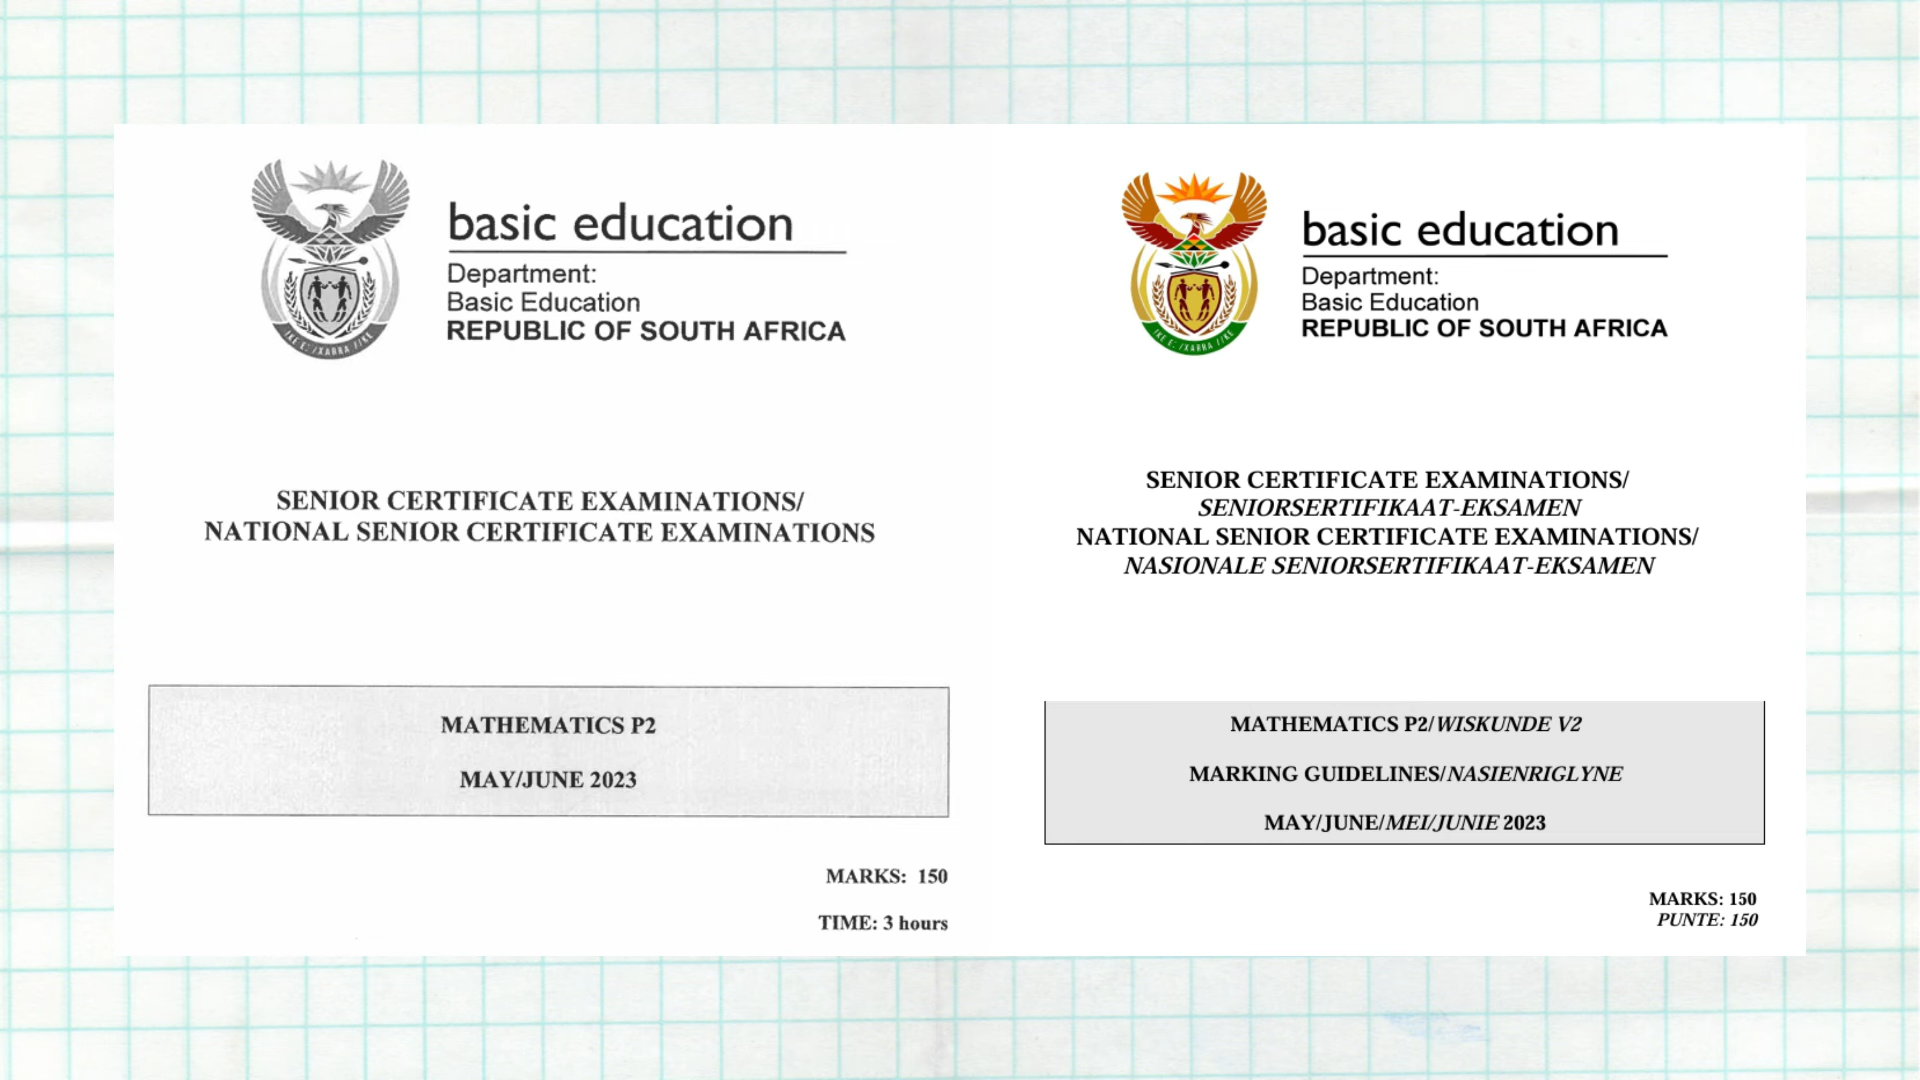 basic education
Department:
Basic Education
REPUBLIC OF SOUTH AFRICA
SENIOR CERTIFICATE EXAMINATIONS/
NATIONAL SENIOR CERTIFICATE EXAMINATIONS
MATHEMATICS P2
MAY/JUNE 2023
MARKS: 150
TIME: 3 hours
basic education
Department:
Basic Education
REPUBLIC OF SOUTH AFRICA
SENIOR CERTIFICATE EXAMINATIONS/
SENIORSERTIFIKAAT-EKSAMEN
NATIONAL SENIOR CERTIFICATE EXAMINATIONS/
NASIONALE SENIORSERTIFIKAAT-EKSAMEN
MATHEMATICS P2/WISKUNDE V2
MARKING GUIDELINES/NASIENRIGLYNE
MAY/JUNE/MEI/JUNIE 2023
MARKS: 150
PUNTE: 150